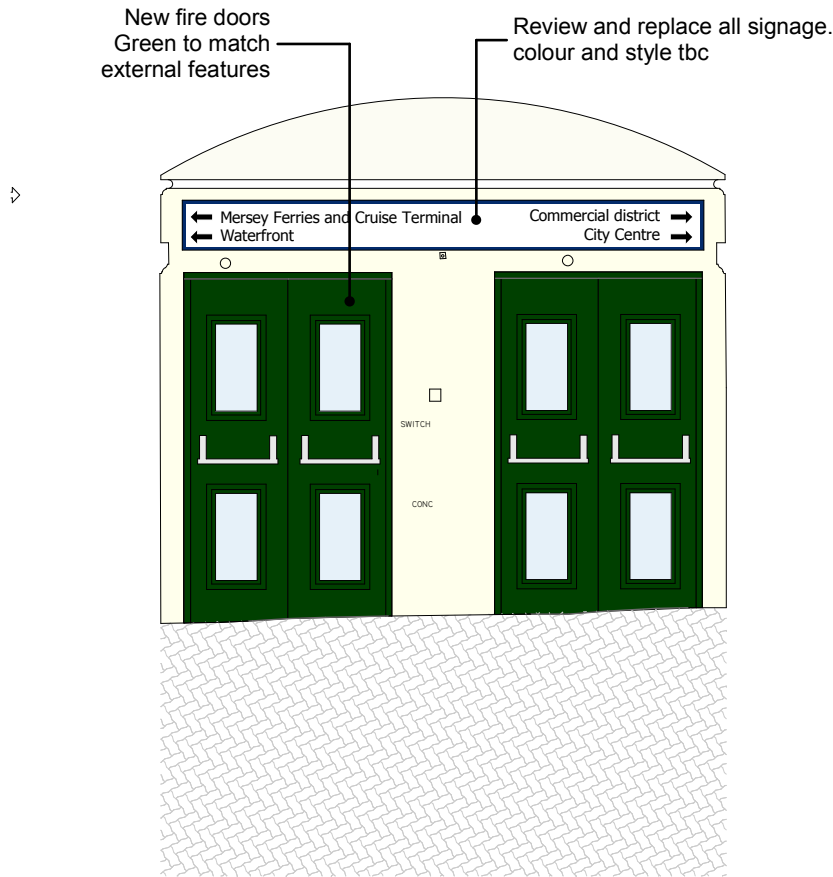 New fire doors
Green to match
external features
Review and replace all signage.
colour and style tbc
Mersey Ferries and Cruise Terminal
Waterfront
Commercial district
City Centre
SWITCH
CONC